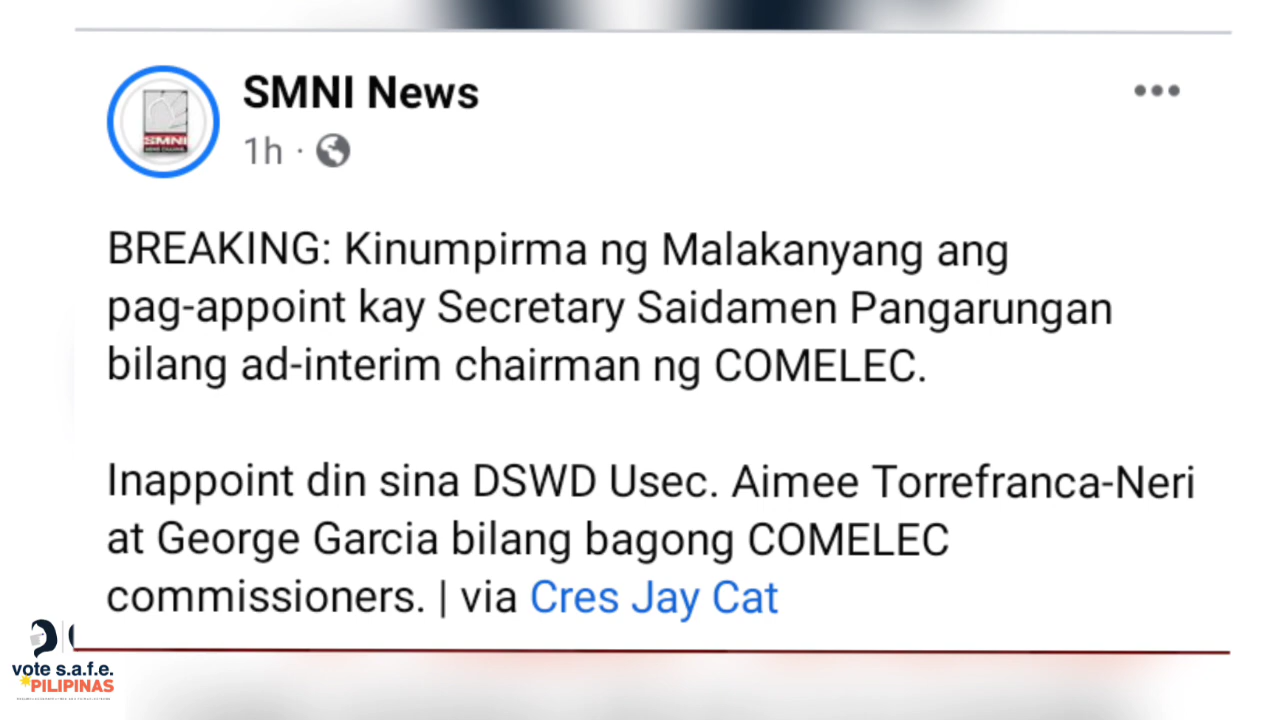 SMNI
SMNI News
1h ·
BREAKING: Kinumpirma ng Malakanyang ang
pag-appoint kay Secretary Saidamen Pangarungan
bilang ad-interim chairman ng COMELEC.
Inappoint din sina DSWD Usec. Aimee Torrefranca-Neri
at George Garcia bilang bagong COMELEC
commissioners. | via Cres Jay Cat
vote s.a.f.e.
PILIPINAS